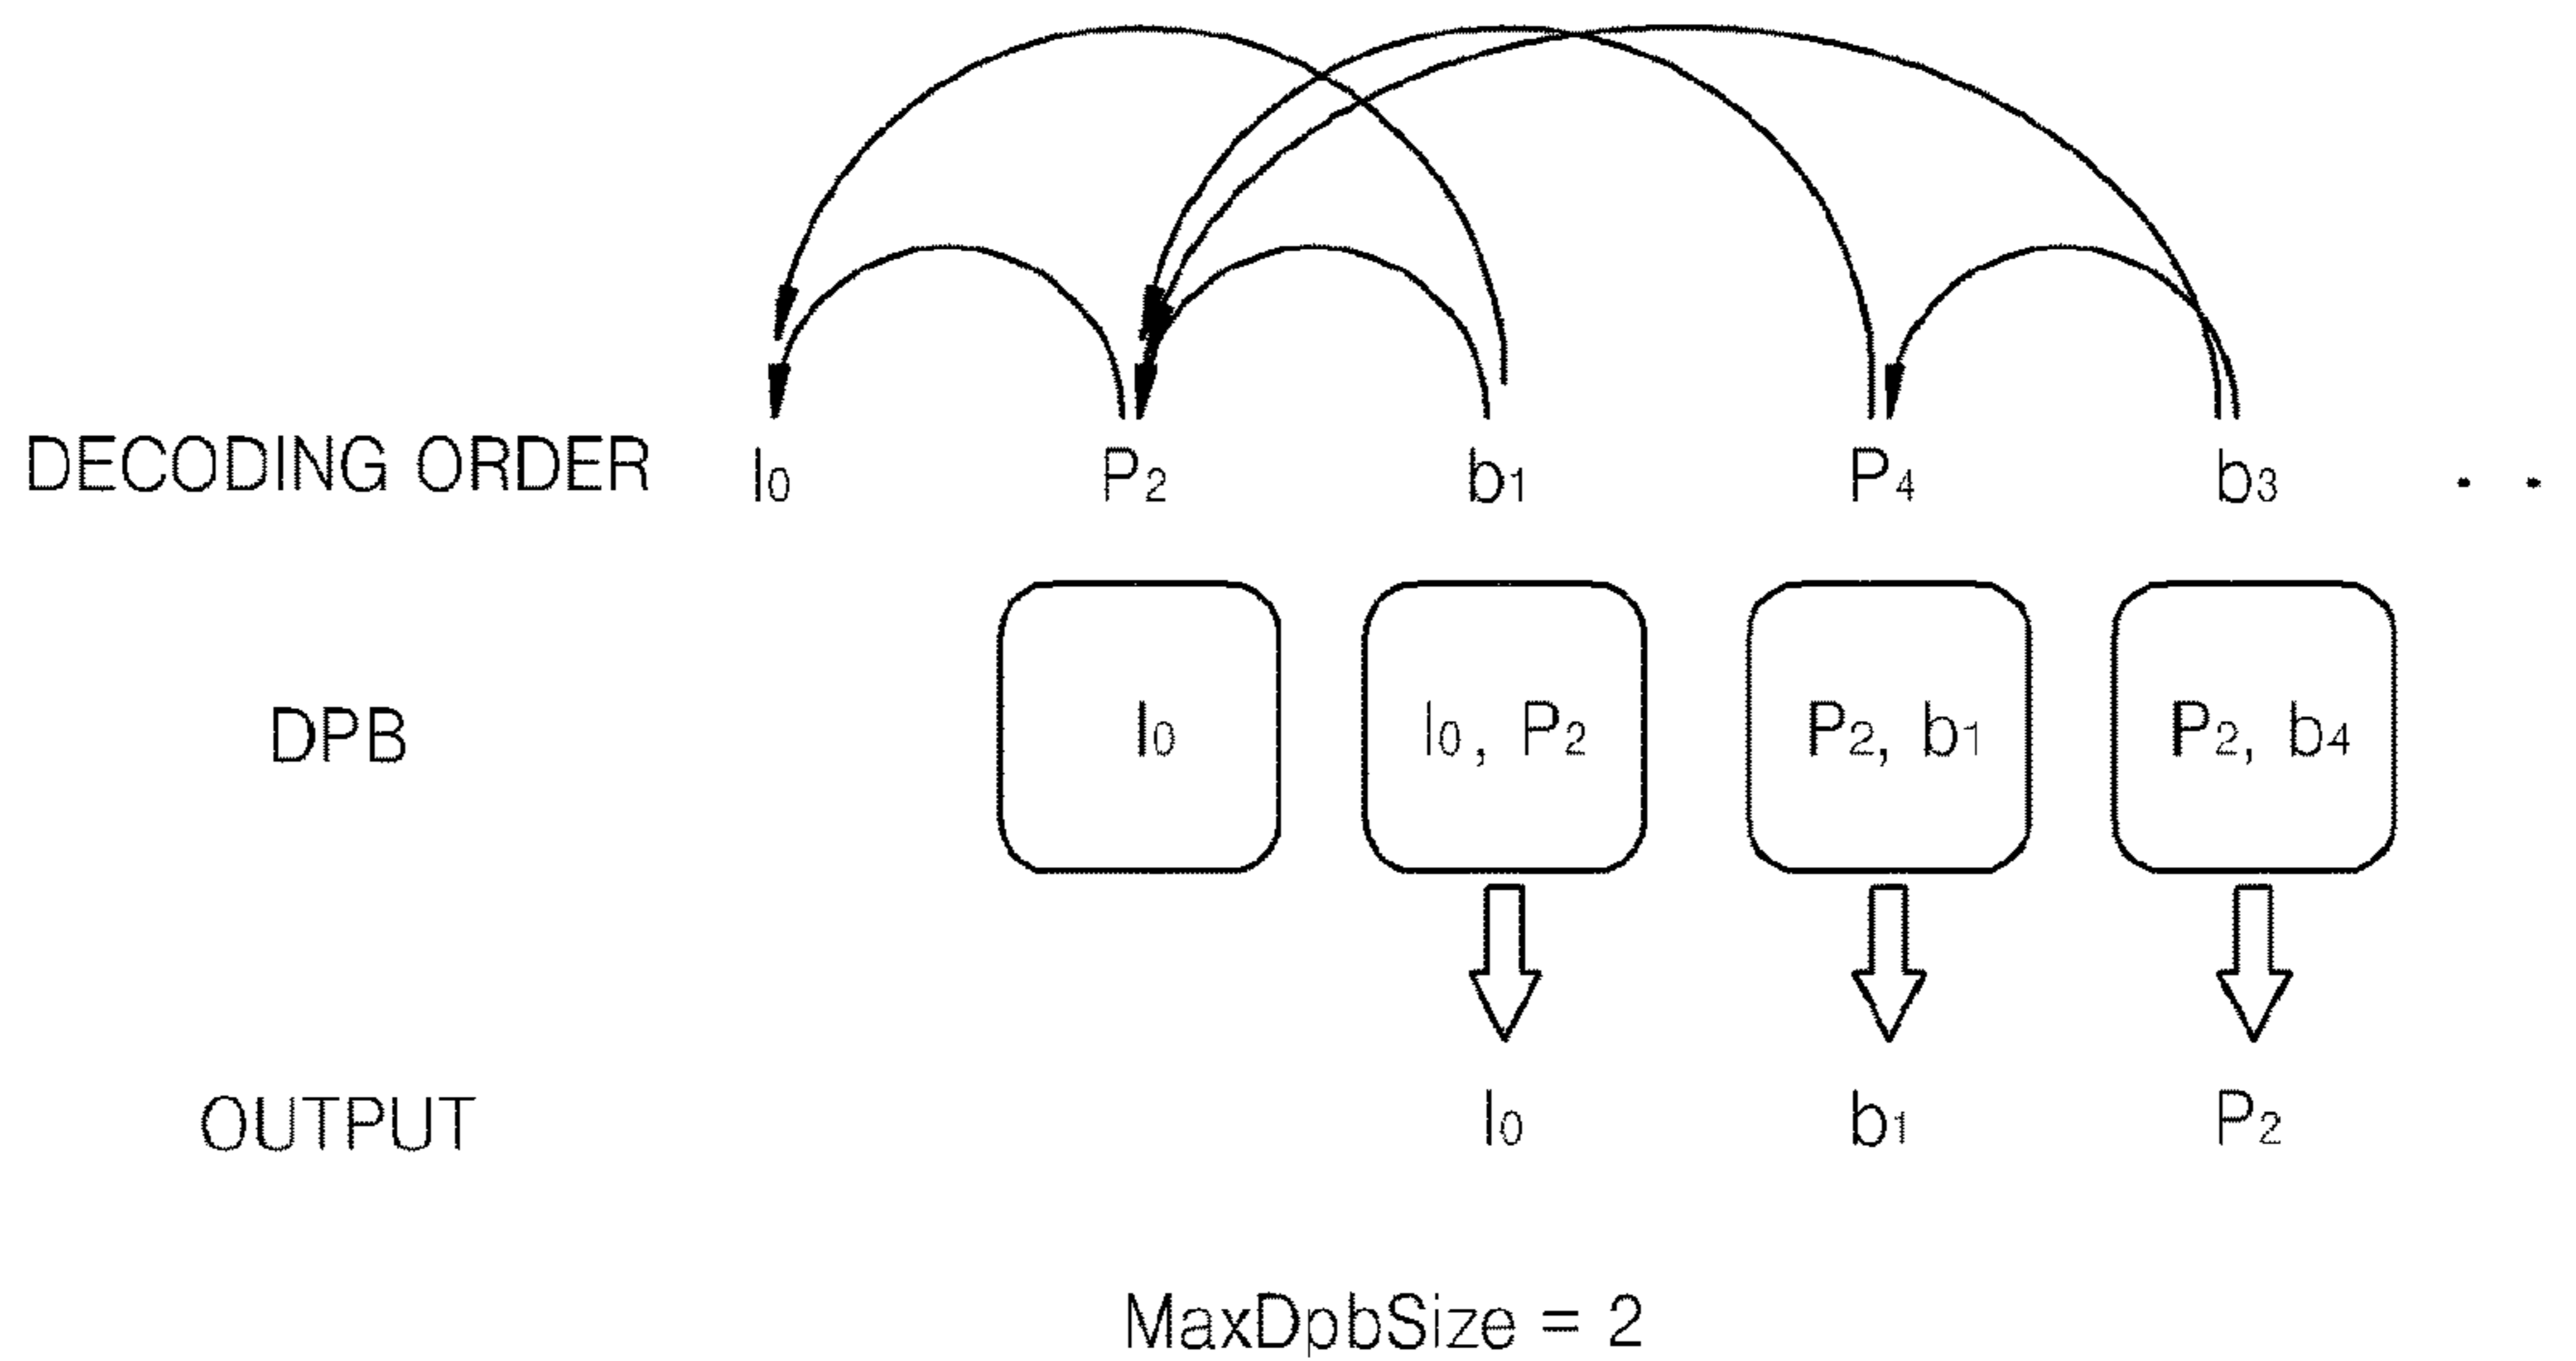 DECODING ORDER I0 P2 b1 P4 b3 . .
DPB I0 I0, P2 P2, b1 P2, b4
OUTPUT I0 b1 P2
MaxDpbSize = 2